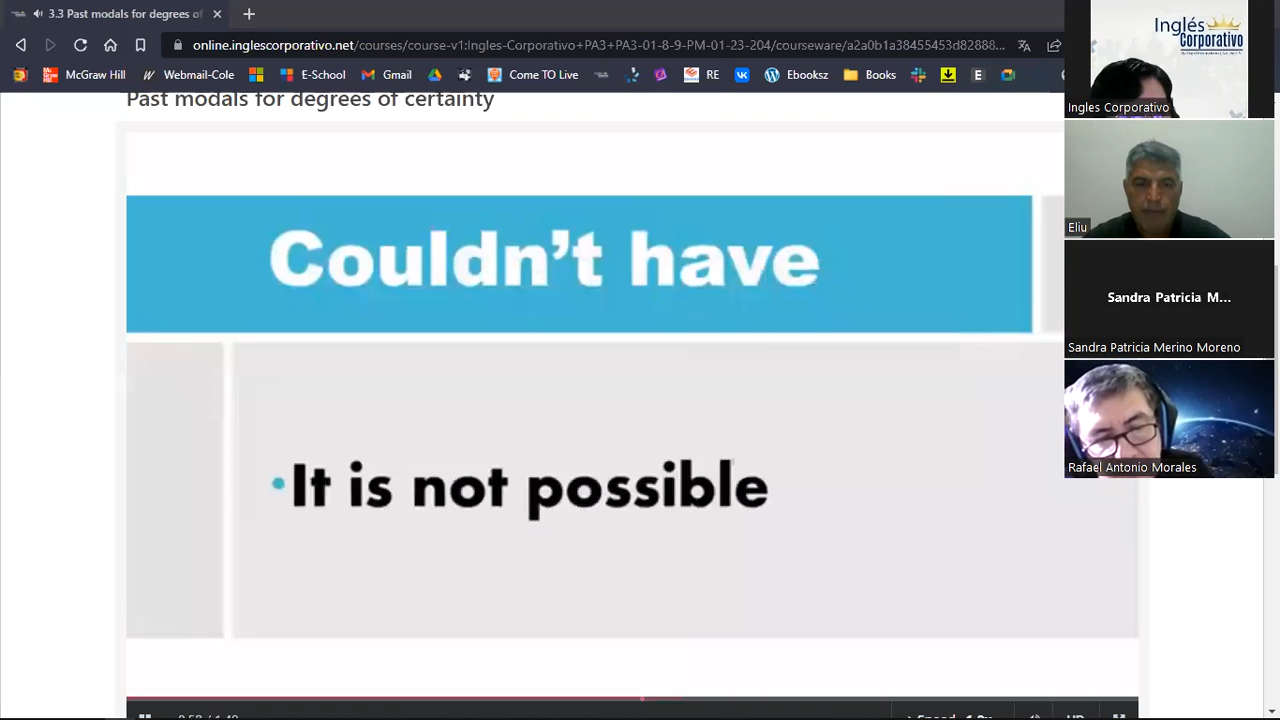 3.3 Past modals for degrees of
online.inglescorporativo.net/courses/course-v1:Ingles-Corporativo+PA3+PA3-01-8-9-PM-01-23-204/courseware/a2a0b1a38455453d82888...
McGraw Hill
Webmail-Cole
E-School
Gmail
Come TO Live
RE
Ebooksz
Books
Past modals for degrees of certainty
Couldn't have
•It is not possible
Inglés
Corporativo
Ingles Corporativo
Eliu
Sandra Patricia M...
Sandra Patricia Merino Moreno
Rafael Antonio Morales